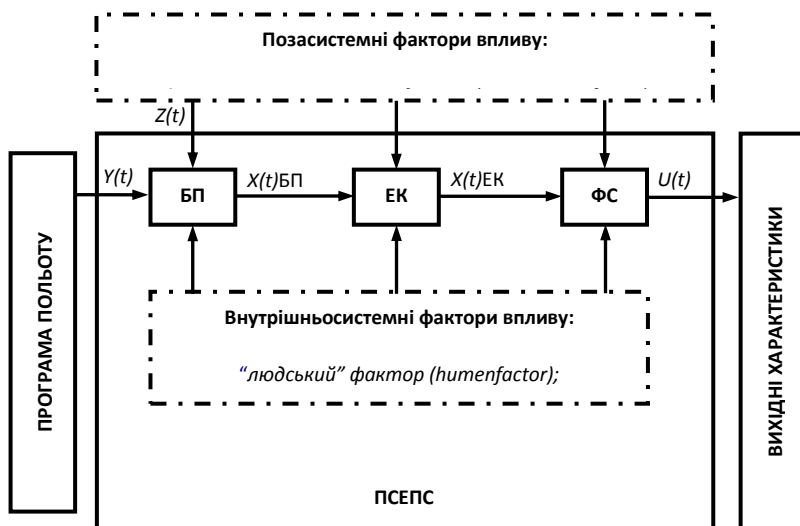 Позасистемні фактори впливу:
Z(t)
ПРОГРАМА ПОЛЬОТУ
Y(t)
БП
X(t)БП
ЕК
X(t)ЕК
ФС
U(t)
ВИХІДНІ ХАРАКТЕРИСТИКИ
Внутрішньосистемні фактори впливу:
“людський” фактор (humenfactor);
ПСЕПС